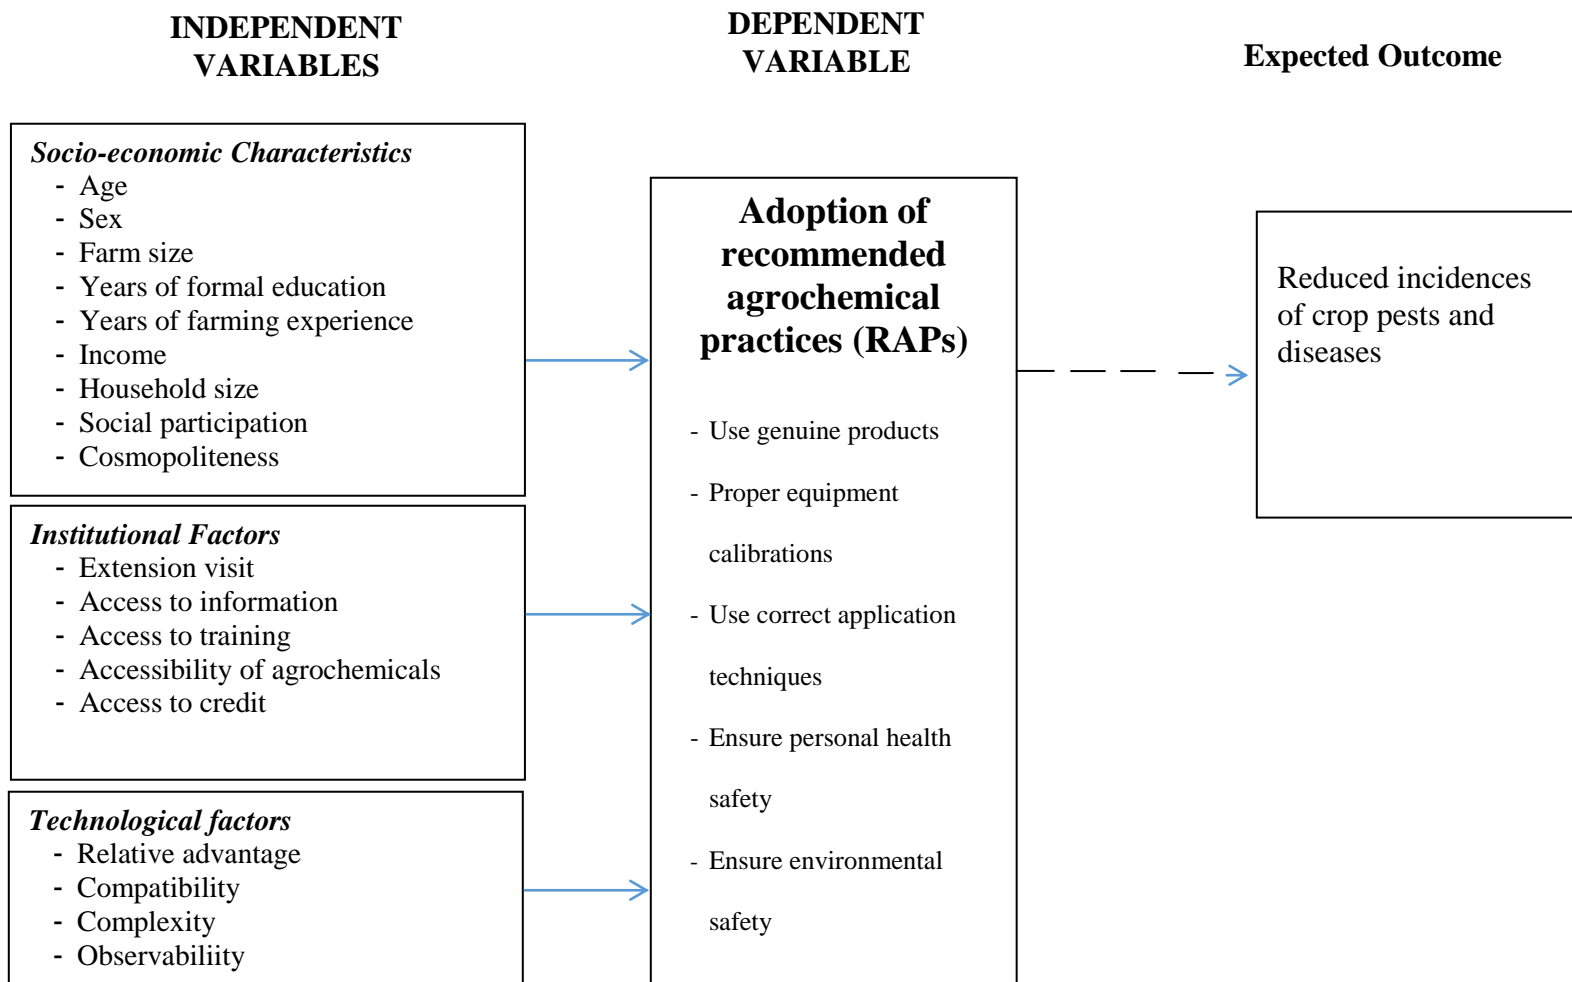 INDEPENDENT
VARIABLES
DEPENDENT
VARIABLE
Expected Outcome
Socio-economic Characteristics
- Age
- Sex
- Farm size
- Years of formal education
- Years of farming experience
- Income
- Household size
- Social participation
- Cosmopoliteness
Institutional Factors
- Extension visit
- Access to information
- Access to training
- Accessibility of agrochemicals
- Access to credit
Technological factors
- Relative advantage
- Compatibility
- Complexity
- Observabiliity
Adoption of
recommended
agrochemical
practices (RAPs)
- Use genuine products
- Proper equipment
calibrations
- Use correct application
techniques
- Ensure personal health
safety
- Ensure environmental
safety
Reduced incidences
of crop pests and
diseases